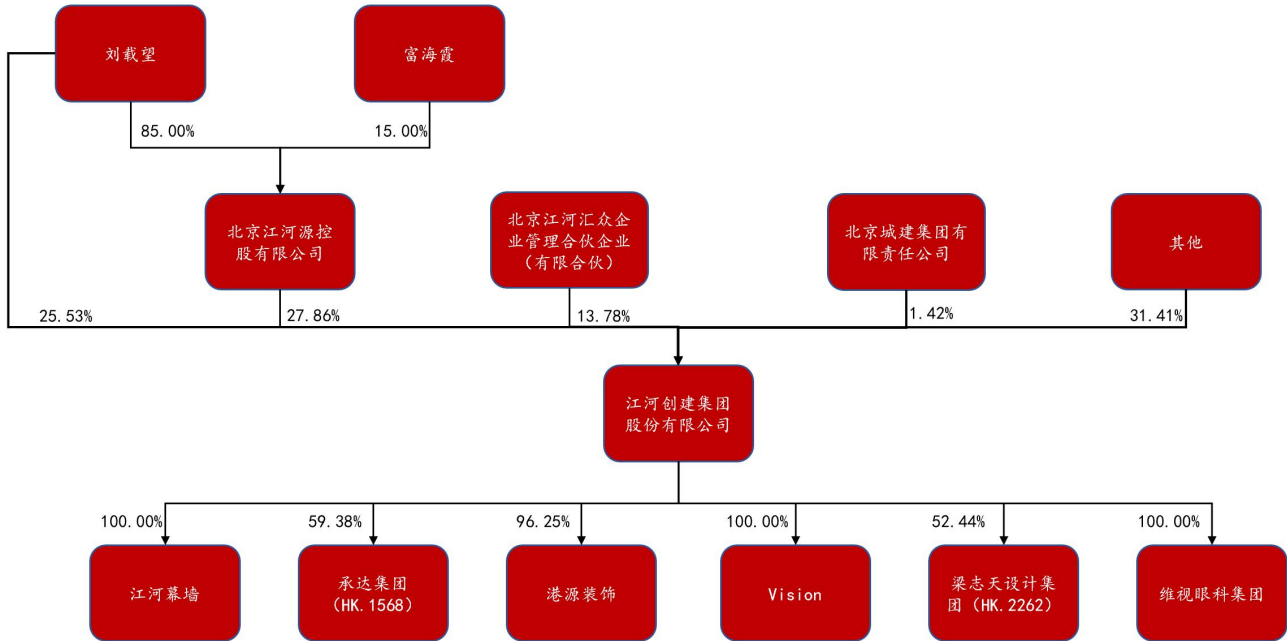 刘载望
富海霞
85.00%
15.00%
北京江河源控
股有限公司
北京江河汇众企
业管理合伙企业
（有限合伙）
北京城建集团有
限责任公司
其他
25.53%
27.86%
13.78%
1.42%
31.41%
江河创建集团
股份有限公司
100.00%
59.38%
96.25%
100.00%
52.44%
100.00%
江河幕墙
承达集团
（HK.1568）
港源装饰
Vision
梁志天设计集
团（HK.2262）
维视眼科集团